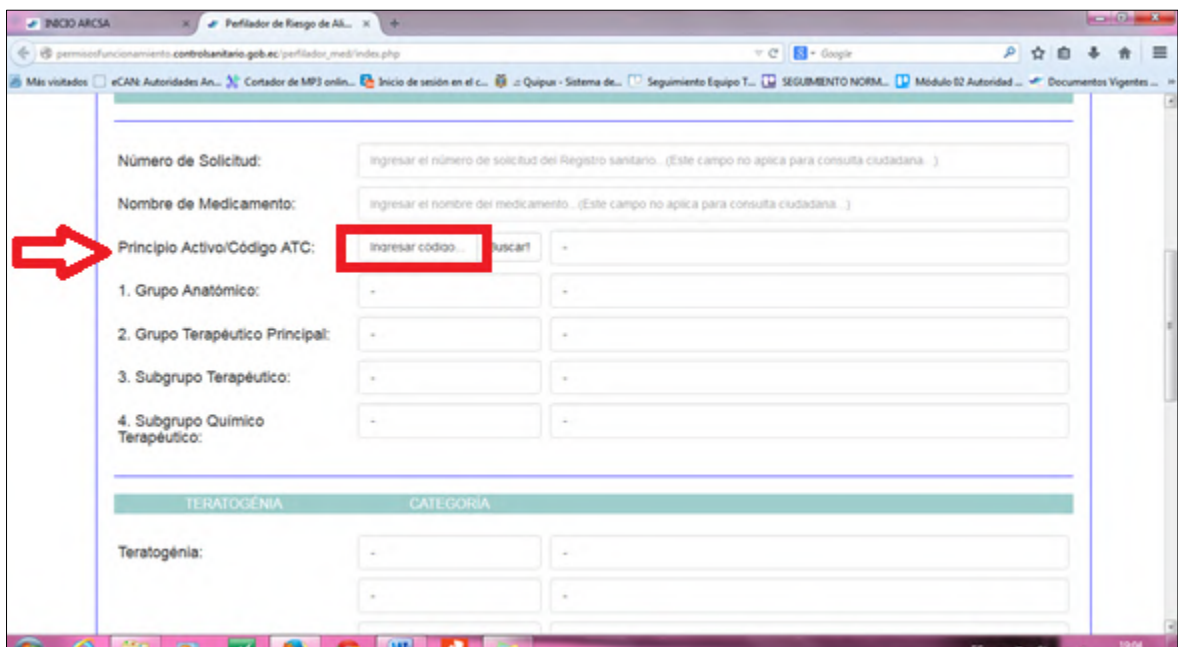 INICIO ARCSA
Perfilador de Riesgo de Ali...
permisosfuncionamiento.controlsanitario.gob.ec/perfilador_med/index.php
Google
Más visitados
eCAN: Autoridades An...
Cortador de MP3 onlin...
Inicio de sesión en el c...
.:: Quipux - Sistema de...
Seguimiento Equipo T...
SEGUIMIENTO NORM...
Módulo 02 Autoridad ...
Documentos Vigentes ...
Número de Solicitud:
Ingresar el número de solicitud del Registro sanitario...(Este campo no aplica para consulta ciudadana...)
Nombre de Medicamento:
Ingresar el nombre del medicamento...(Este campo no aplica para consulta ciudadana...)
Principio Activo/Código ATC:
Ingresar código...
Buscar!
-
1. Grupo Anatómico:
-
-
2. Grupo Terapéutico Principal:
-
-
3. Subgrupo Terapéutico:
-
-
4. Subgrupo Químico
Terapéutico:
-
-
TERATOGÉNIA CATEGORÍA
Teratogénia:
-
-
-
-
19:04